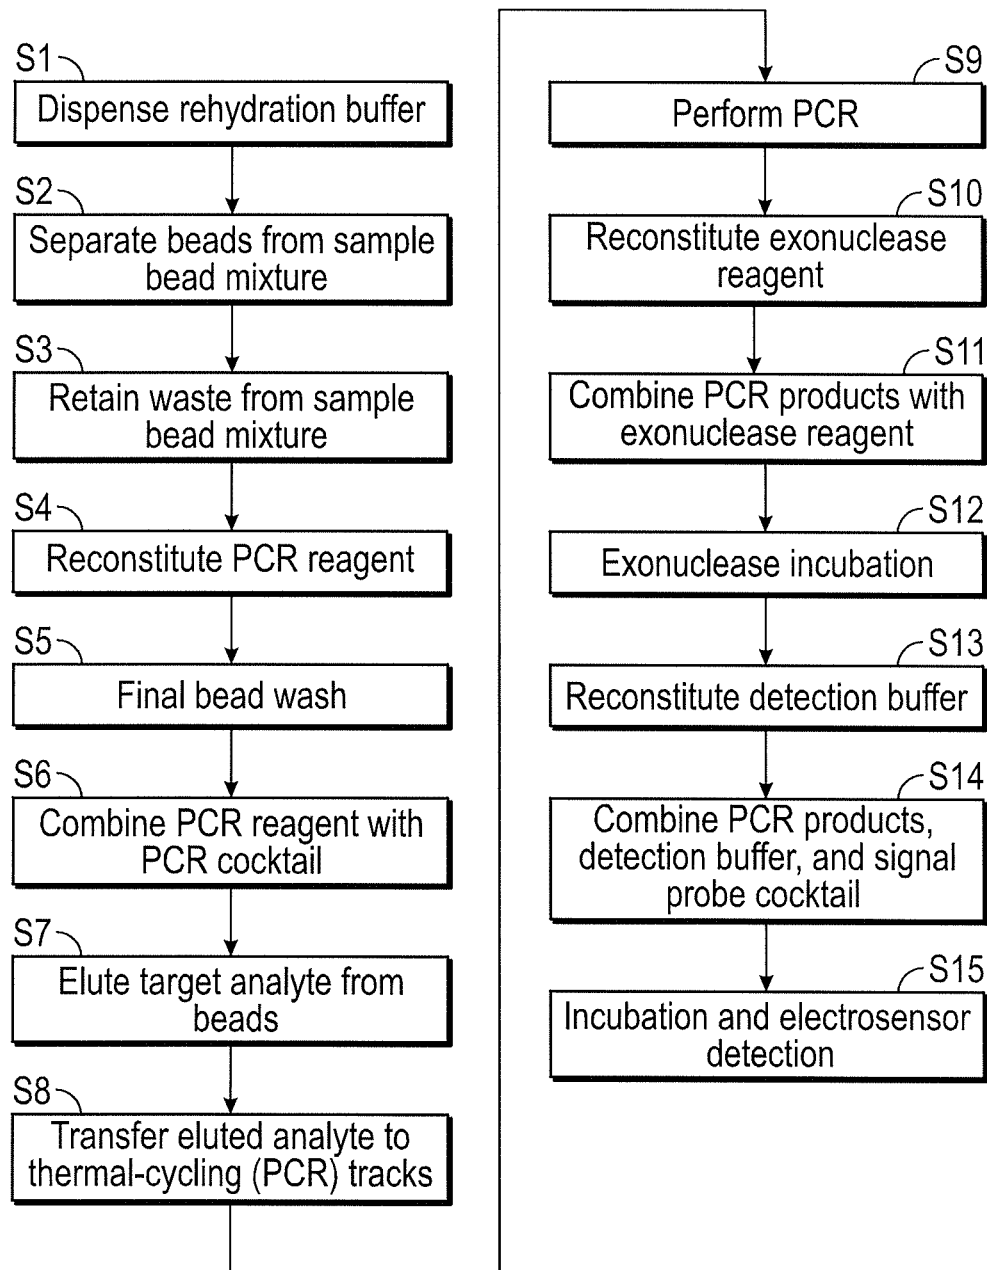 S1
Dispense rehydration buffer
S2
Separate beads from sample
bead mixture
S3
Retain waste from sample
bead mixture
S4
Reconstitute PCR reagent
S5
Final bead wash
S6
Combine PCR reagent with
PCR cocktail
S7
Elute target analyte from
beads
S8
Transfer eluted analyte to
thermal-cycling (PCR) tracks
S9
Perform PCR
S10
Reconstitute exonuclease
reagent
S11
Combine PCR products with
exonuclease reagent
S12
Exonuclease incubation
S13
Reconstitute detection buffer
S14
Combine PCR products,
detection buffer, and signal
probe cocktail
S15
Incubation and electrosensor
detection